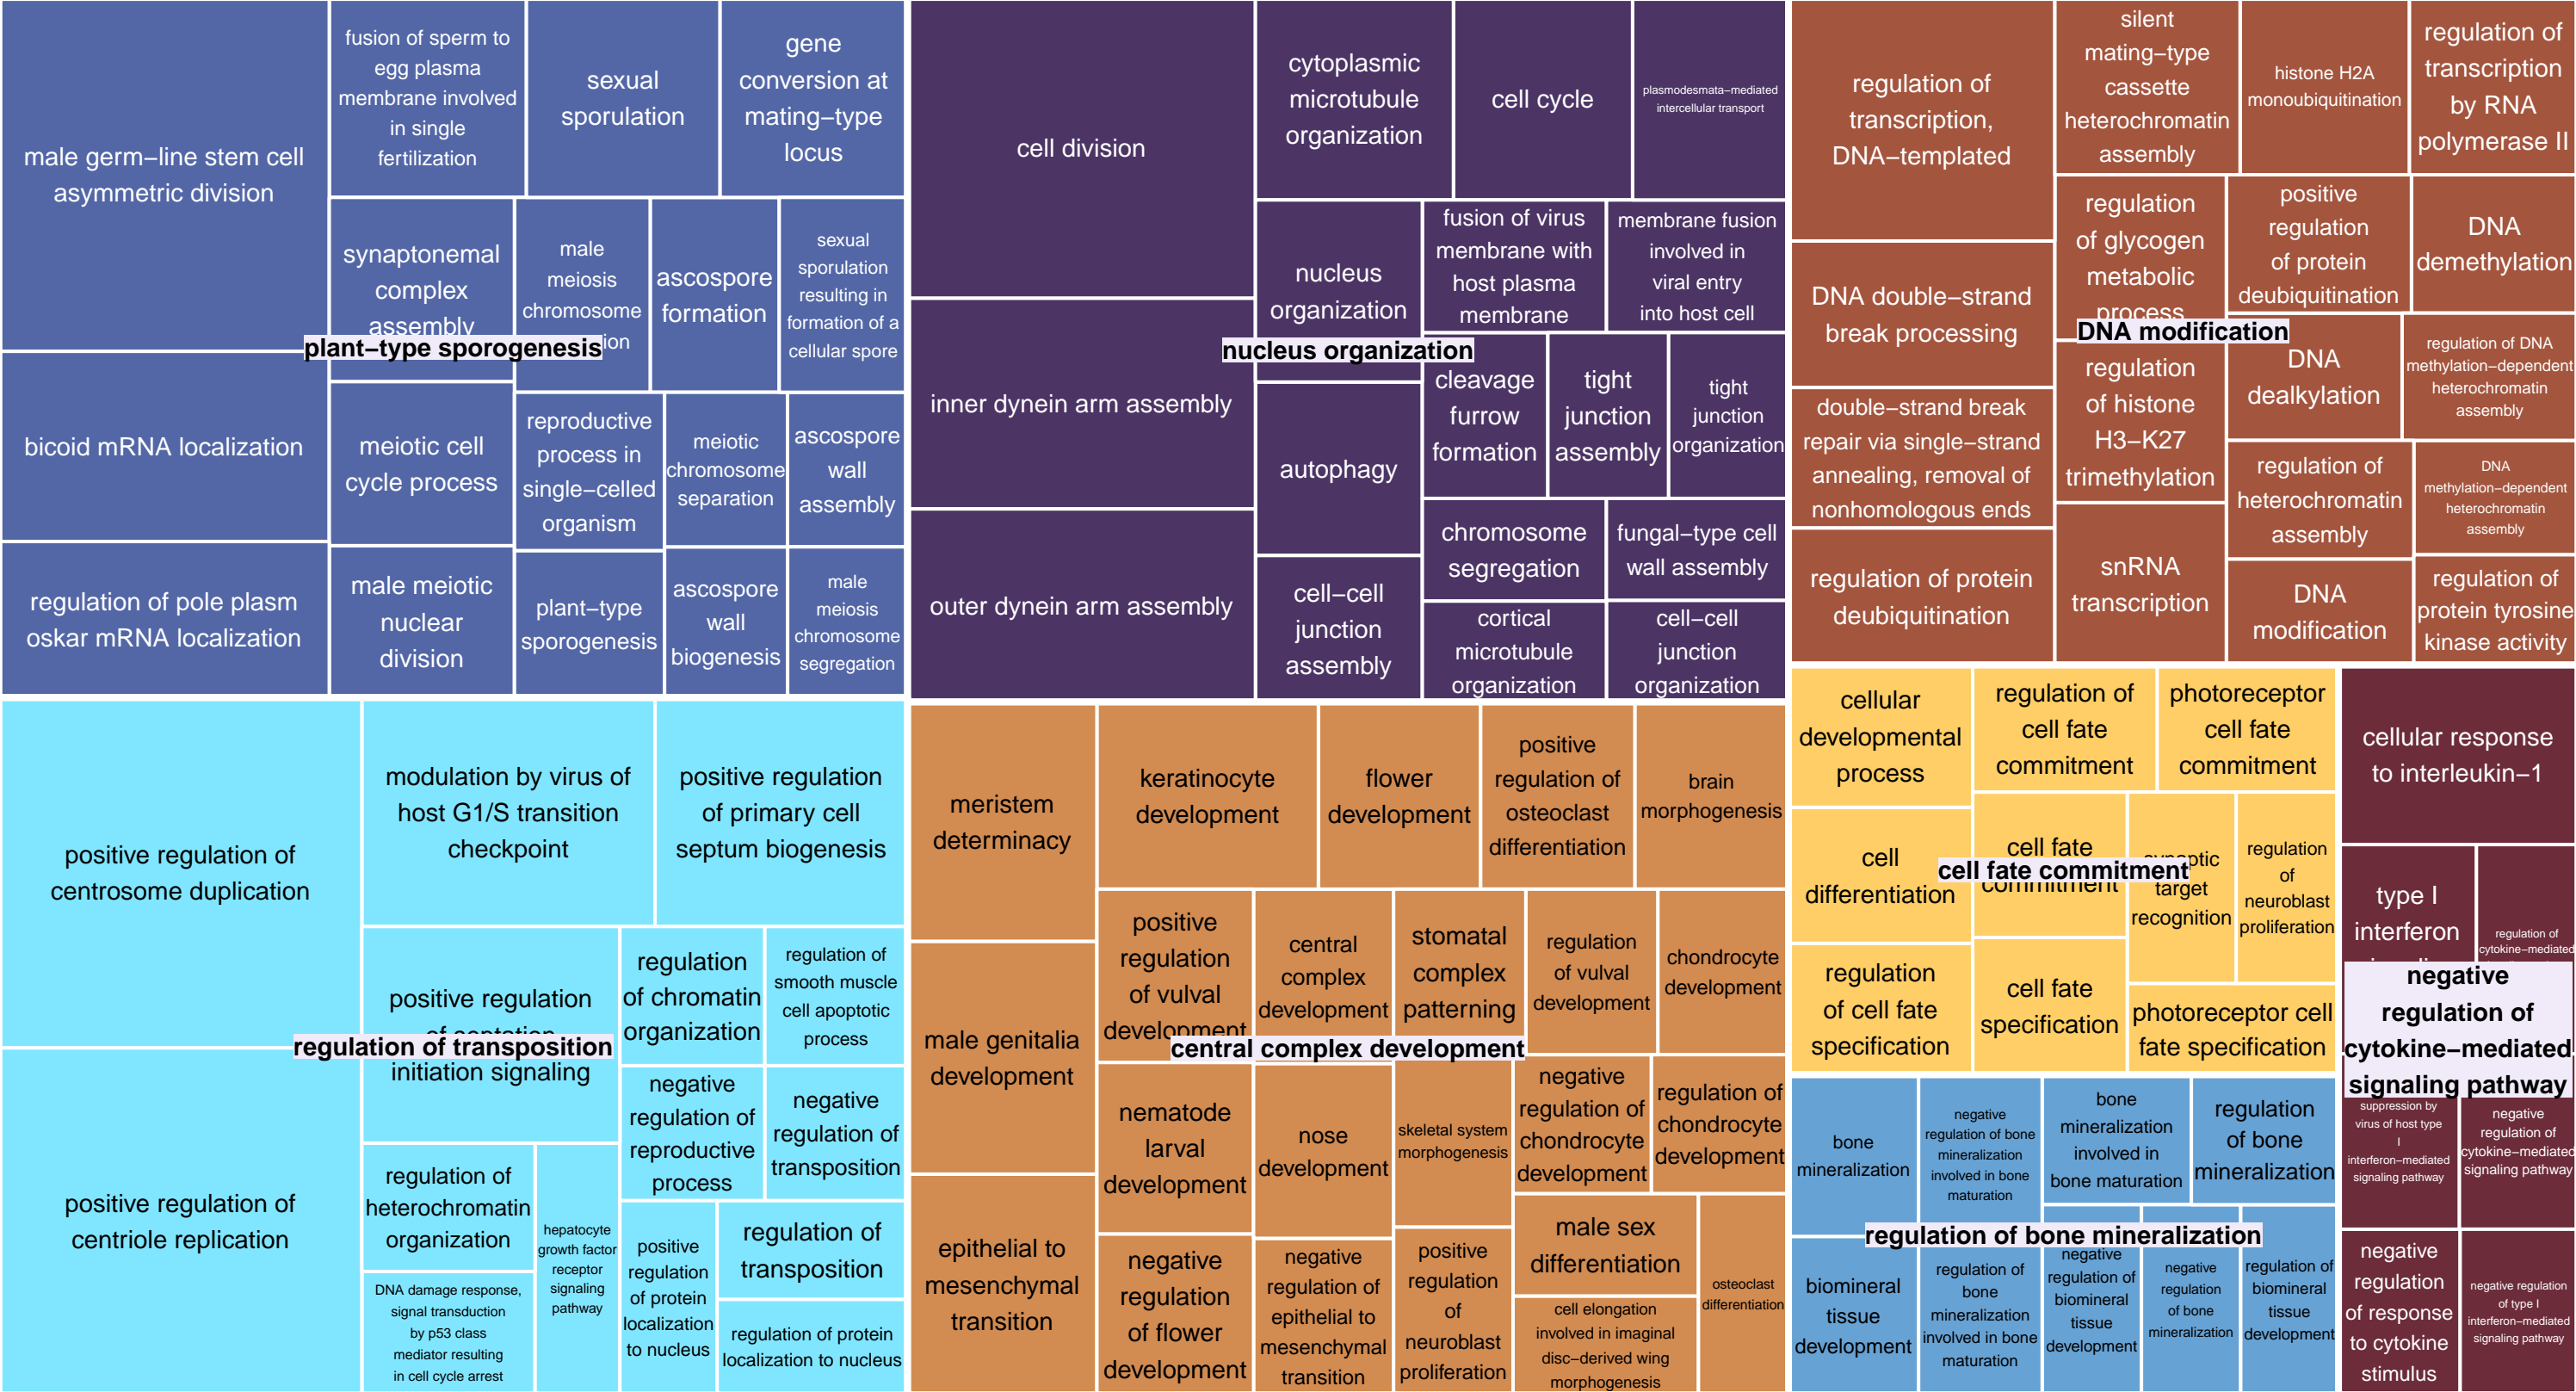 male germ–line stem cell
asymmetric division
fusion of sperm to
egg plasma
membrane involved
in single
fertilization
sexual
sporulation
gene
conversion at
mating–type
locus
synaptonemal
complex
assembly
male
meiosis
chromosome
ion
ascospore
formation
sexual
sporulation
resulting in
formation of a
cellular spore
plant–type sporogenesis
bicoid mRNA localization
meiotic cell
cycle process
reproductive
process in
single–celled
organism
meiotic
chromosome
separation
ascospore
wall
assembly
regulation of pole plasm
oskar mRNA localization
male meiotic
nuclear
division
plant–type
sporogenesis
ascospore
wall
biogenesis
male
meiosis
chromosome
segregation
cell division
cytoplasmic
microtubule
organization
cell cycle
plasmodesmata–mediated
intercellular transport
nucleus
organization
fusion of virus
membrane with
host plasma
membrane
membrane fusion
involved in
viral entry
into host cell
nucleus organization
inner dynein arm assembly
autophagy
cleavage
furrow
formation
tight
junction
assembly
tight
junction
organization
outer dynein arm assembly
cell–cell
junction
assembly
chromosome
segregation
fungal–type cell
wall assembly
cortical
microtubule
organization
cell–cell
junction
organization
regulation of
transcription,
DNA–templated
silent
mating–type
cassette
heterochromatin
assembly
histone H2A
monoubiquitination
regulation of
transcription
by RNA
polymerase II
regulation
of glycogen
metabolic
process
positive
regulation
of protein
deubiquitination
DNA
demethylation
DNA double–strand
break processing
DNA modification
regulation
of histone
H3–K27
trimethylation
DNA
dealkylation
regulation of DNA
methylation–dependent
heterochromatin
assembly
double–strand break
repair via single–strand
annealing, removal of
nonhomologous ends
regulation of
heterochromatin
assembly
DNA
methylation–dependent
heterochromatin
assembly
regulation of protein
deubiquitination
snRNA
transcription
DNA
modification
regulation of
protein tyrosine
kinase activity
positive regulation of
centrosome duplication
modulation by virus of
host G1/S transition
checkpoint
positive regulation
of primary cell
septum biogenesis
positive regulation
of septation
initiation signaling
regulation
of chromatin
organization
regulation of
smooth muscle
cell apoptotic
process
regulation of transposition
positive regulation of
centriole replication
negative
regulation of
reproductive
process
negative
regulation of
transposition
regulation of
heterochromatin
organization
hepatocyte
growth factor
receptor
signaling
pathway
positive
regulation
of protein
localization
to nucleus
regulation of
transposition
DNA damage response,
signal transduction
by p53 class
mediator resulting
in cell cycle arrest
regulation of protein
localization to nucleus
meristem
determinacy
keratinocyte
development
flower
development
positive
regulation of
osteoclast
differentiation
brain
morphogenesis
male genitalia
development
positive
regulation
of vulval
development
central
complex
development
stomatal
complex
patterning
regulation
of vulval
development
chondrocyte
development
central complex development
nematode
larval
development
nose
development
skeletal system
morphogenesis
negative
regulation of
chondrocyte
development
regulation of
chondrocyte
development
epithelial to
mesenchymal
transition
negative
regulation
of flower
development
negative
regulation of
epithelial to
mesenchymal
transition
positive
regulation
of
neuroblast
proliferation
male sex
differentiation
cell elongation
involved in imaginal
disc–derived wing
morphogenesis
osteoclast
differentiation
cellular
developmental
process
regulation of
cell fate
commitment
photoreceptor
cell fate
commitment
cell
differentiation
cell fate
commitment
target
recognition
regulation
of
neuroblast
proliferation
cell fate commitment
regulation
of cell fate
specification
cell fate
specification
photoreceptor cell
fate specification
cellular response
to interleukin–1
type I
interferon
regulation of
cytokine–mediated
negative
regulation of
cytokine–mediated
signaling pathway
suppression by
virus of host type
I
interferon–mediated
signaling pathway
negative
regulation of
cytokine–mediated
signaling pathway
negative
regulation
of response
to cytokine
stimulus
negative regulation
of type I
interferon–mediated
signaling pathway
bone
mineralization
negative
regulation of bone
mineralization
involved in bone
maturation
bone
mineralization
involved in
bone maturation
regulation
of bone
mineralization
regulation of bone mineralization
biomineral
tissue
development
regulation of
bone
mineralization
involved in bone
maturation
negative
regulation of
biomineral
tissue
development
negative
regulation
of bone
mineralization
regulation of
biomineral
tissue
development